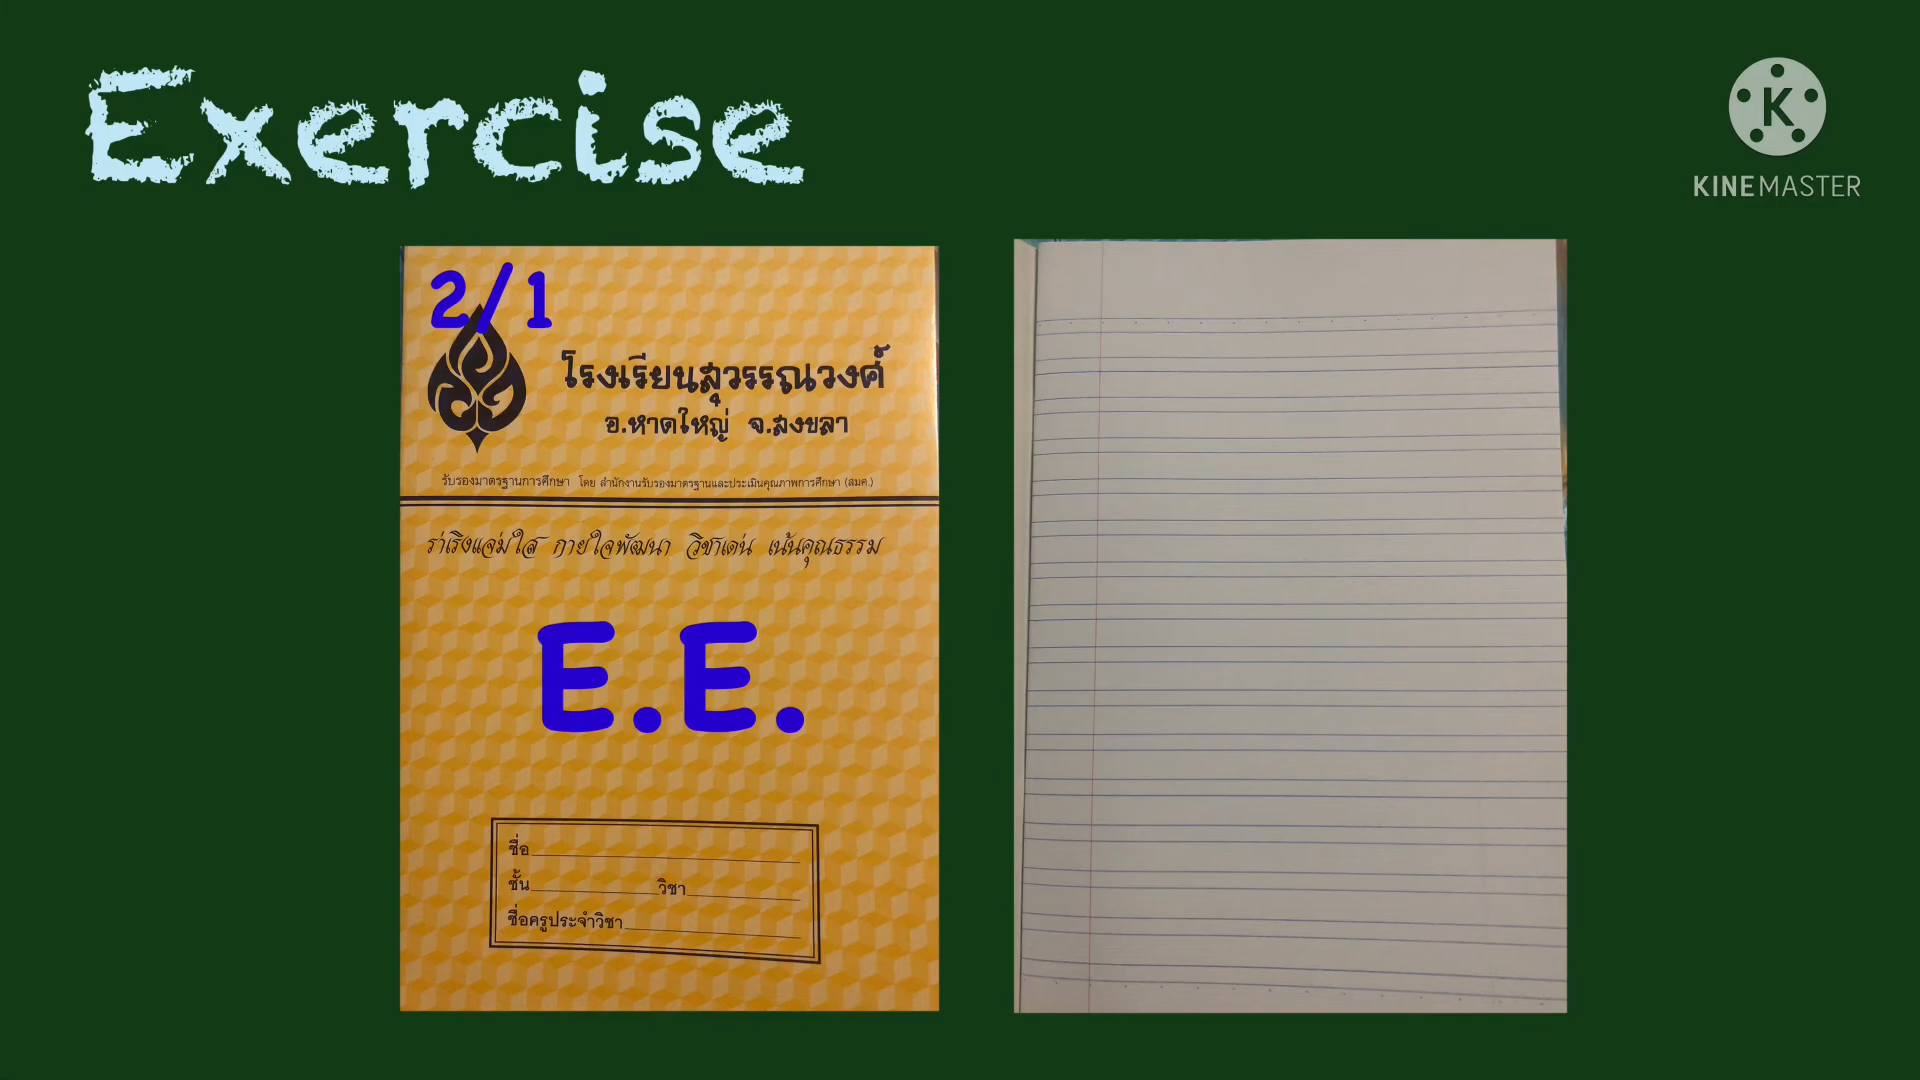 Exercise
K
KINEMASTER
2/1
โรงเรียนสุวรรณวงศ์
อ.หาดใหญ่ จ.สงขลา
รับรองมาตรฐานการศึกษา โดย สำนักงานรับรองมาตรฐานและประเมินคุณภาพการศึกษา (สมศ.)
ร่าเริงแจ่มใส กายใจพัฒนา วิชาเด่น เน้นคุณธรรม
E.E.
ชื่อ
ชั้น วิชา
ชื่อครูประจำวิชา